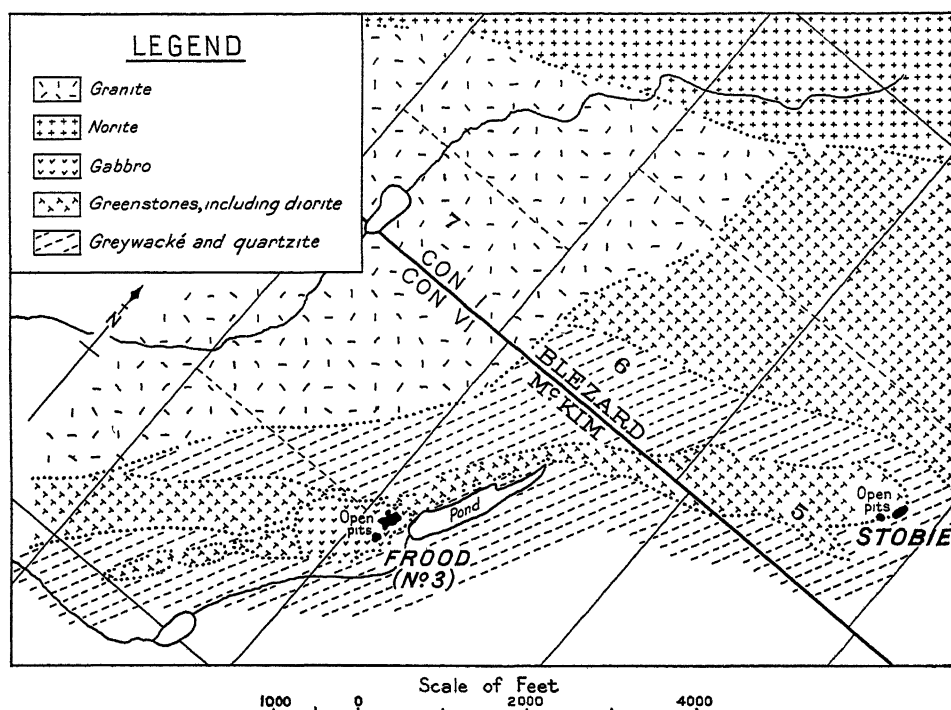 LEGEND
Granite
Norite
Gabbro
Greenstones, including diorite
Greywacké and quartzite
N
7
CON
CON VI
BLEZARD
McKIM
6
5
Open
pits
FROOD
(Nº 3)
Pond
Open
pits
STOBIE
Scale of Feet
1000 0 2000 4000